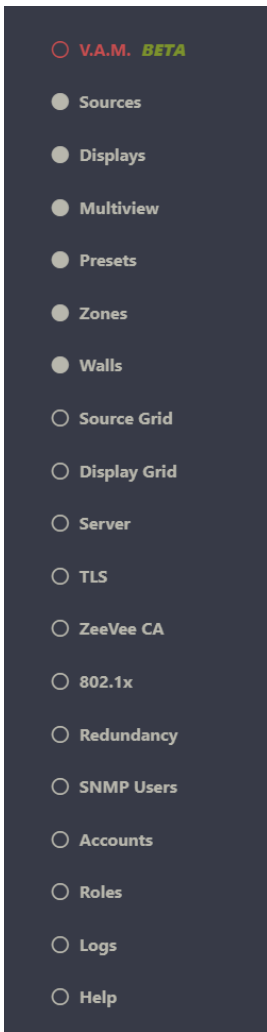 V.A.M. BETA
Sources
Displays
Multiview
Presets
Zones
Walls
Source Grid
Display Grid
Server
TLS
ZeeVee CA
802.1x
Redundancy
SNMP Users
Accounts
Roles
Logs
Help